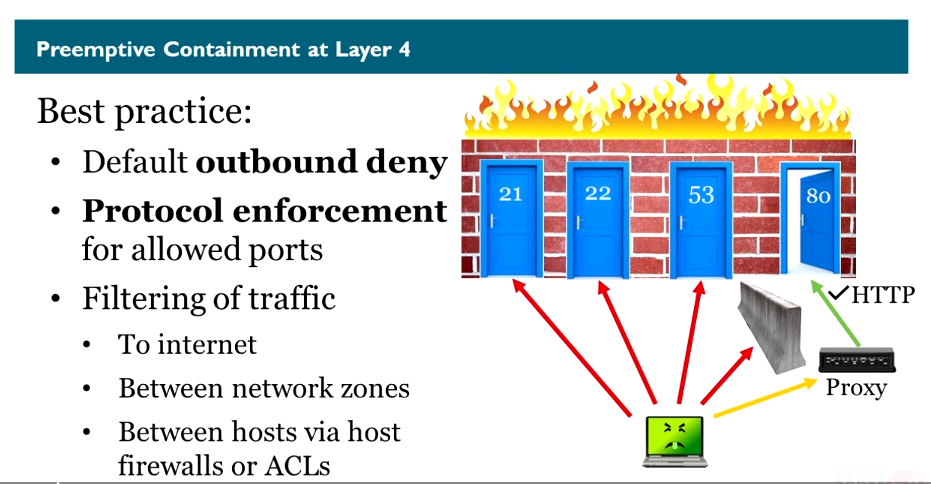 Preemptive Containment at Layer 4
Best practice:
• Default outbound deny
• Protocol enforcement
for allowed ports
• Filtering of traffic
• To internet
• Between network zones
• Between hosts via host
firewalls or ACLs
21
22
53
80
✓HTTP
Proxy